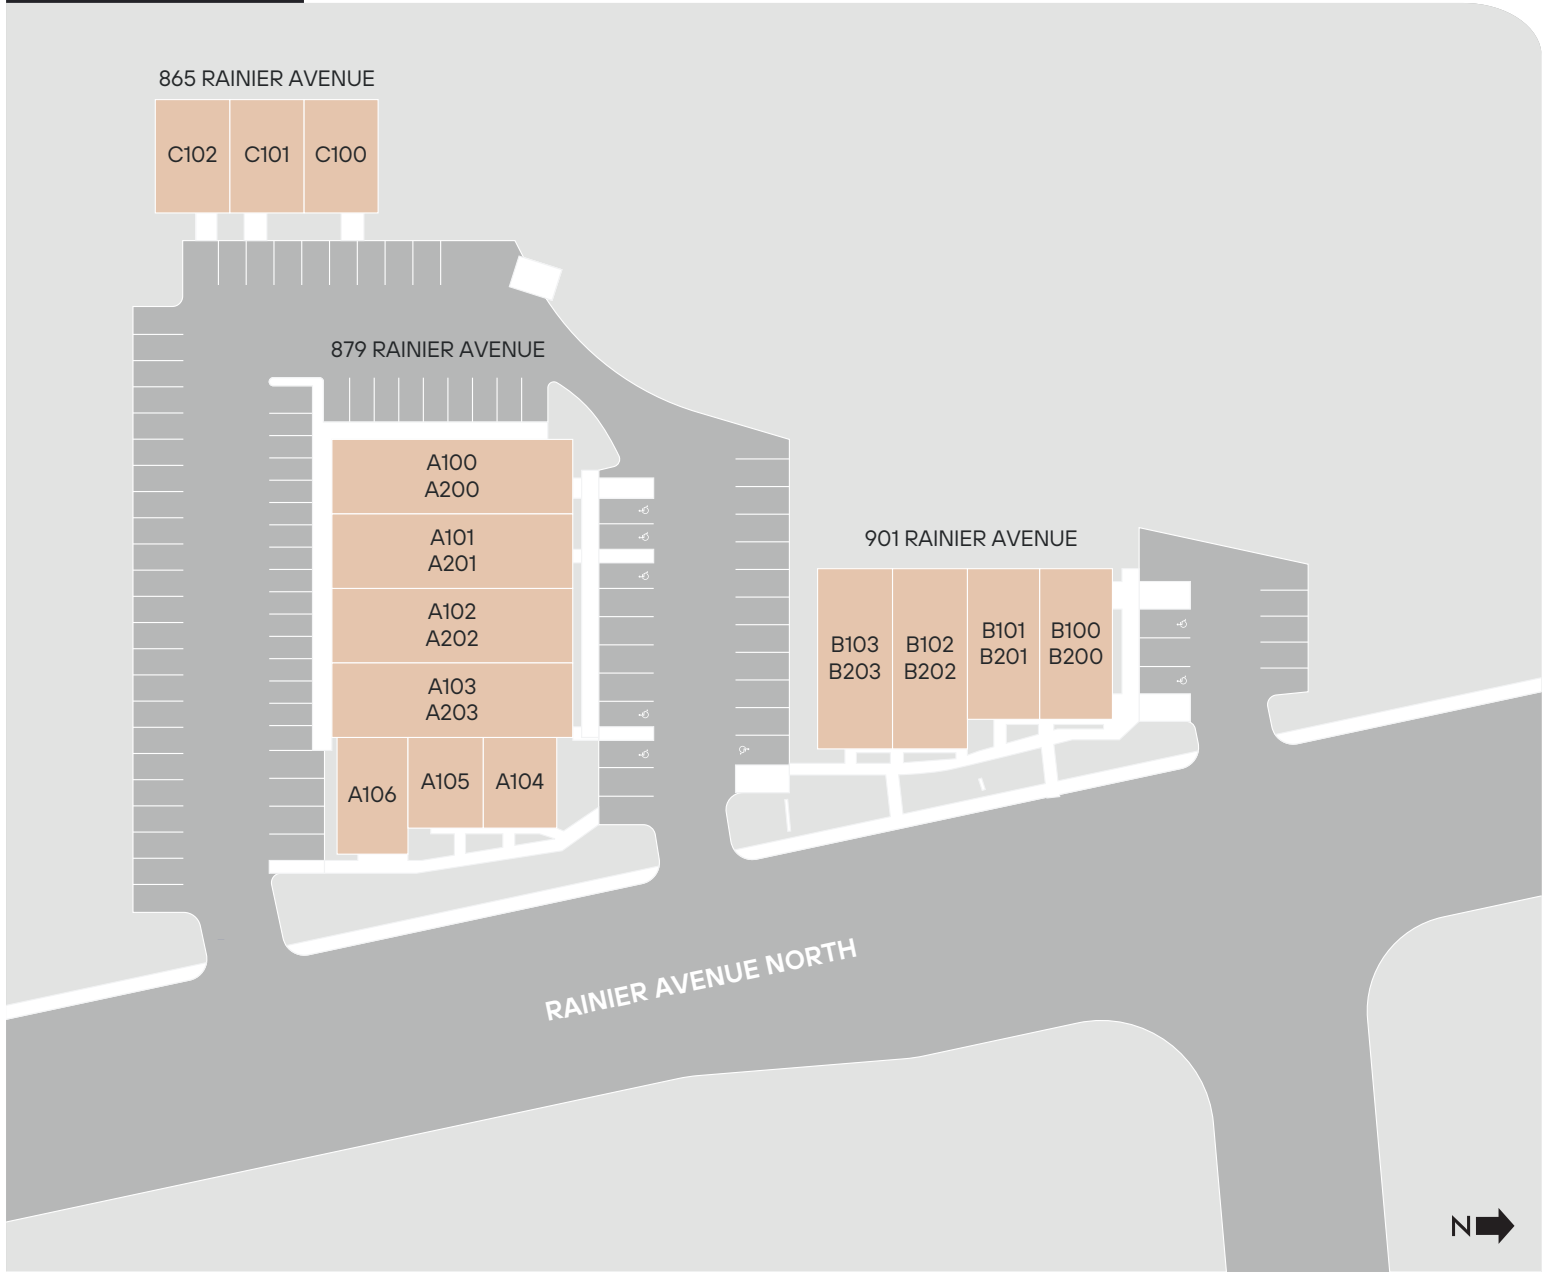 865 RAINIER AVENUE
C102
C101
C100
879 RAINIER AVENUE
A100
A200
A101
A201
A102
A202
A103
A203
A106
A105
A104
901 RAINIER AVENUE
B103
B203
B102
B202
B101
B201
B100
B200
RAINIER AVENUE NORTH
N